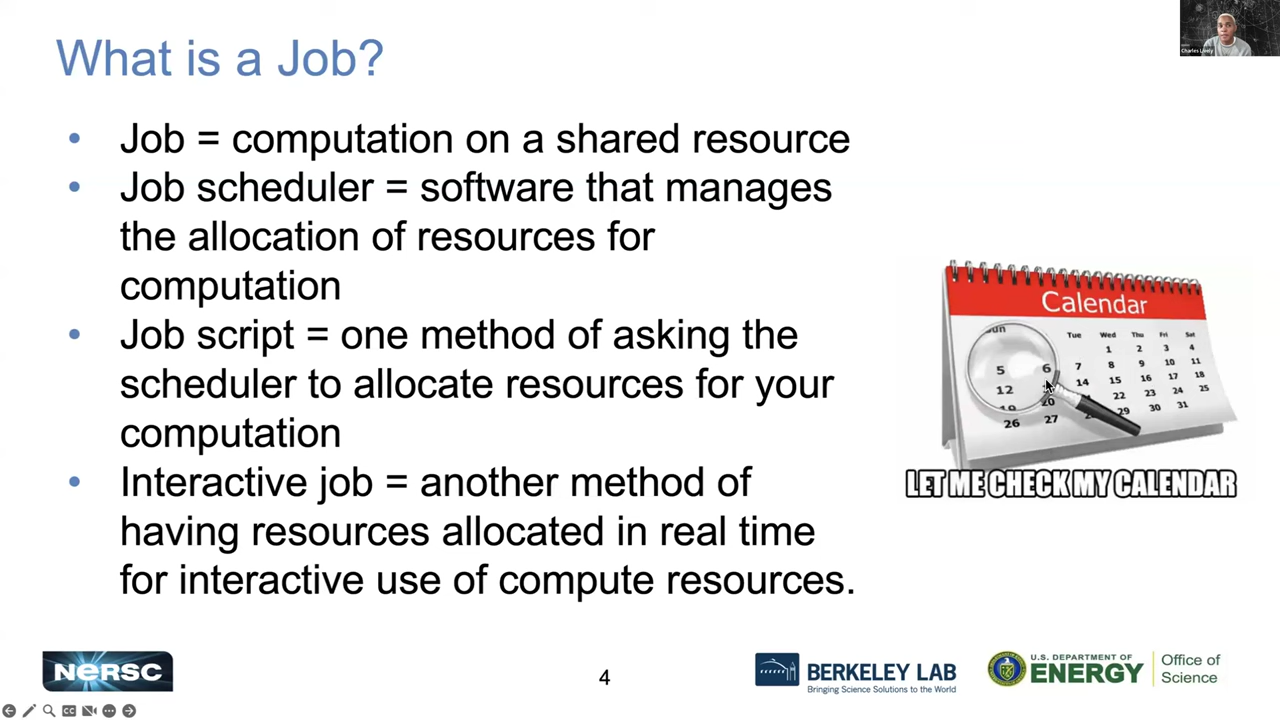 What is a Job?
Charles Lively
• Job = computation on a shared resource
• Job scheduler = software that manages
the allocation of resources for
computation
• Job script = one method of asking the
scheduler to allocate resources for your
computation
• Interactive job = another method of
having resources allocated in real time
for interactive use of compute resources.
Calendar
Sun
Tue Wed Thu Fri Sat
1 2 3 4
5 6 7 8 9 10 11
12 14 15 16 17 18
19 20 22 23 24 25
26 27 29 30 31
LET ME CHECK MY CALENDAR
NERSC
4
BERKELEY LAB
Bringing Science Solutions to the World
U.S. DEPARTMENT OF
ENERGY
Office of
Science
CC